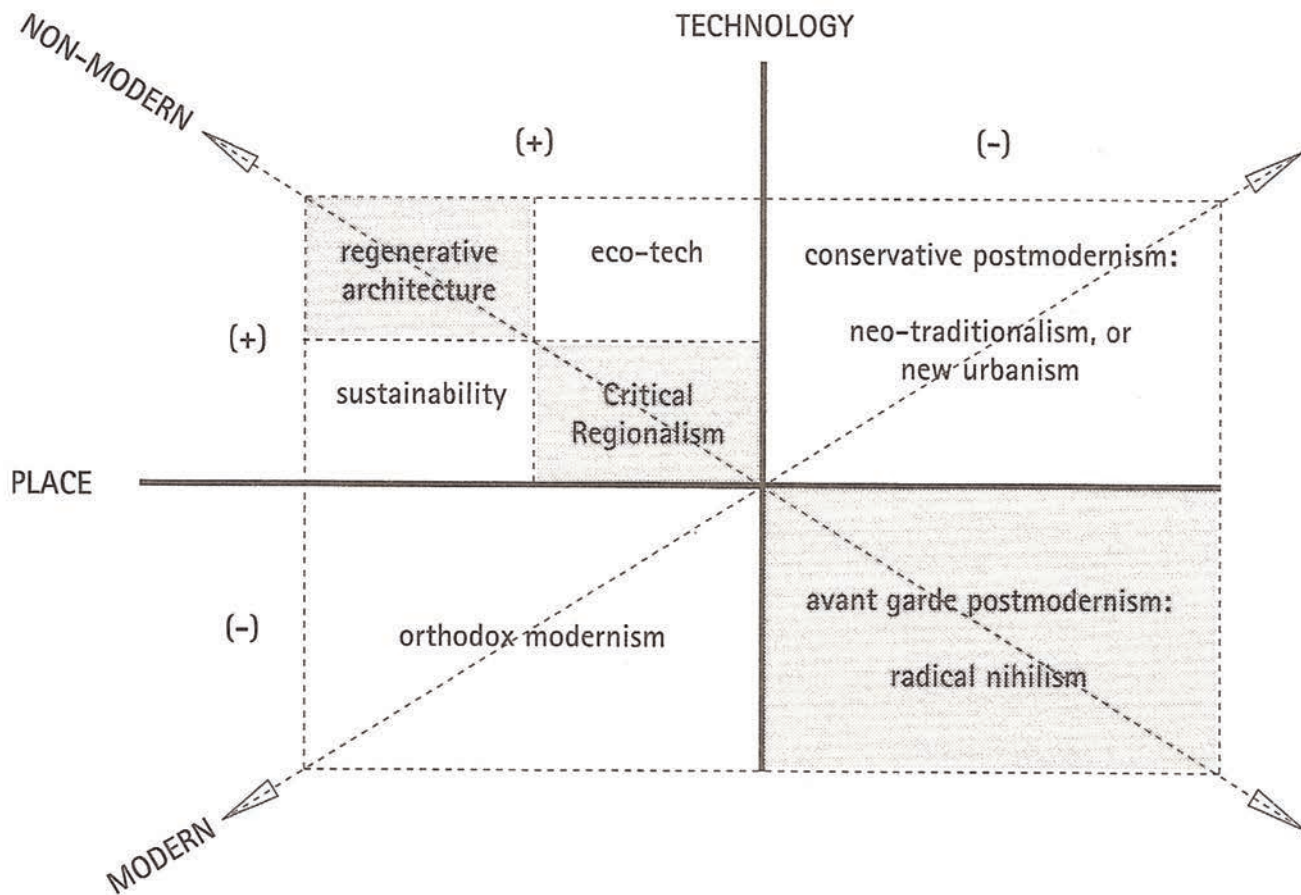 TECHNOLOGY
NON-MODERN
(+)
(-)
regenerative
architecture
eco-tech
conservative postmodernism:
neo-traditionalism, or
new urbanism
(+)
sustainability
Critical
Regionalism
PLACE
(-)
orthodox modernism
avant garde postmodernism:
radical nihilism
MODERN